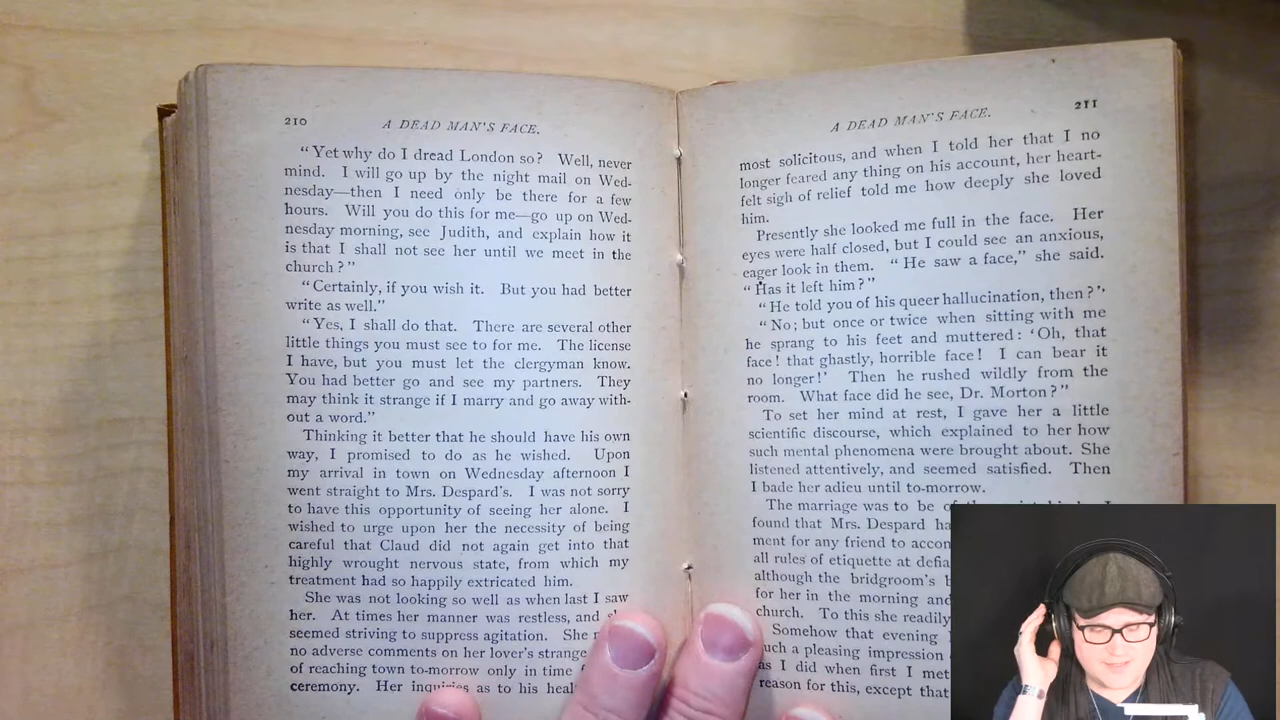 210
A DEAD MAN'S FACE.
“Yet why do I dread London so? Well, never
mind. I will go up by the night mail on Wed-
nesday—then I need only be there for a few
hours. Will you do this for me—go up on Wed-
nesday morning, see Judith, and explain how it
is that I shall not see her until we meet in the
church?”
“Certainly, if you wish it. But you had better
write as well.”
“Yes, I shall do that. There are several other
little things you must see to for me. The license
I have, but you must let the clergyman know.
You had better go and see my partners. They
may think it strange if I marry and go away with-
out a word.”
Thinking it better that he should have his own
way, I promised to do as he wished. Upon
my arrival in town on Wednesday afternoon I
went straight to Mrs. Despard's. I was not sorry
to have this opportunity of seeing her alone. I
wished to urge upon her the necessity of being
careful that Claud did not again get into that
highly wrought nervous state, from which my
treatment had so happily extricated him.
She was not looking so well as when last I saw
her. At times her manner was restless, and
seemed striving to suppress agitation. She
no adverse comments on her lover's strange
of reaching town to-morrow only in time
ceremony. Her inquiries as to his
A DEAD MAN'S FACE.
211
most solicitous, and when I told her that I no
longer feared any thing on his account, her heart-
felt sigh of relief told me how deeply she loved
him.
Presently she looked me full in the face. Her
eyes were half closed, but I could see an anxious,
eager look in them. “He saw a face,” she said.
“Has it left him?”
“He told you of his queer hallucination, then?”
“No; but once or twice when sitting with me
he sprang to his feet and muttered: ‘Oh, that
face! that ghastly, horrible face! I can bear it
no longer!’ Then he rushed wildly from the
room. What face did he see, Dr. Morton?”
To set her mind at rest, I gave her a little
scientific discourse, which explained to her how
such mental phenomena were brought about. She
listened attentively, and seemed satisfied. Then
I bade her adieu until to-morrow.
The marriage was to be of
found that Mrs. Despard
ment for any friend to
all rules of etiquette at
although the bridgroom's
for her in the morning and
church. To this she readily
Somehow that evening
such a pleasing impression
as I did when first I met
reason for this, except that